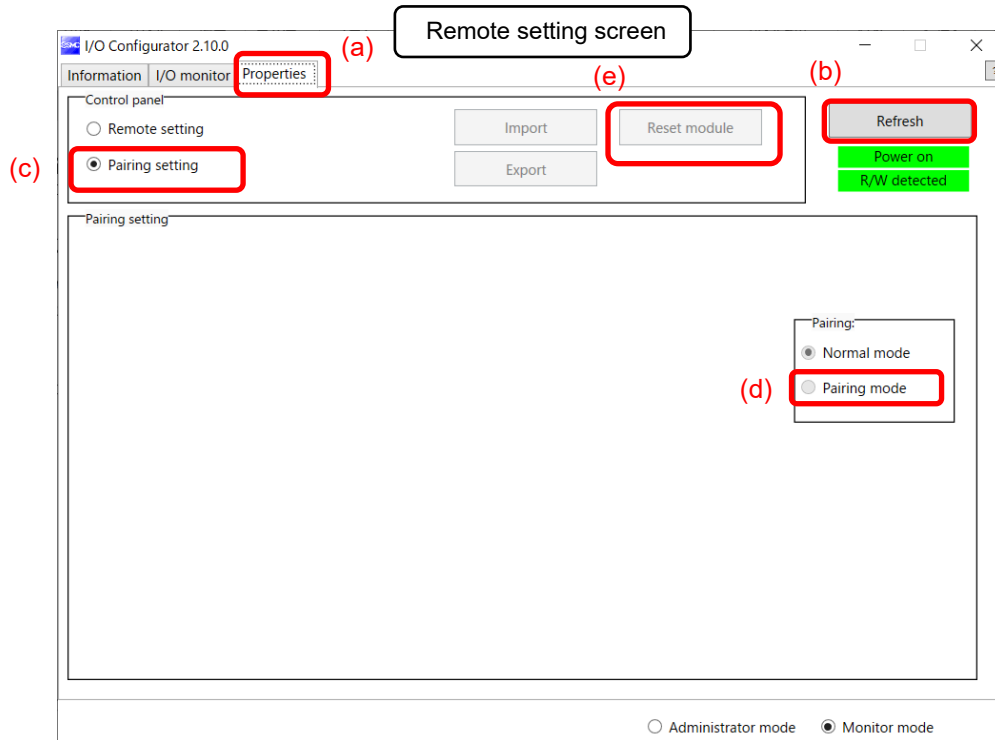 Remote setting screen
SMC I/O Configurator 2.10.0
(a)
Information I/O monitor Properties
(e)
(b)
?
Control panel
Remote setting
Import
Reset module
Refresh
(c)
Pairing setting
Export
Power on
R/W detected
Pairing setting
Pairing:
Normal mode
(d)
Pairing mode
Administrator mode
Monitor mode